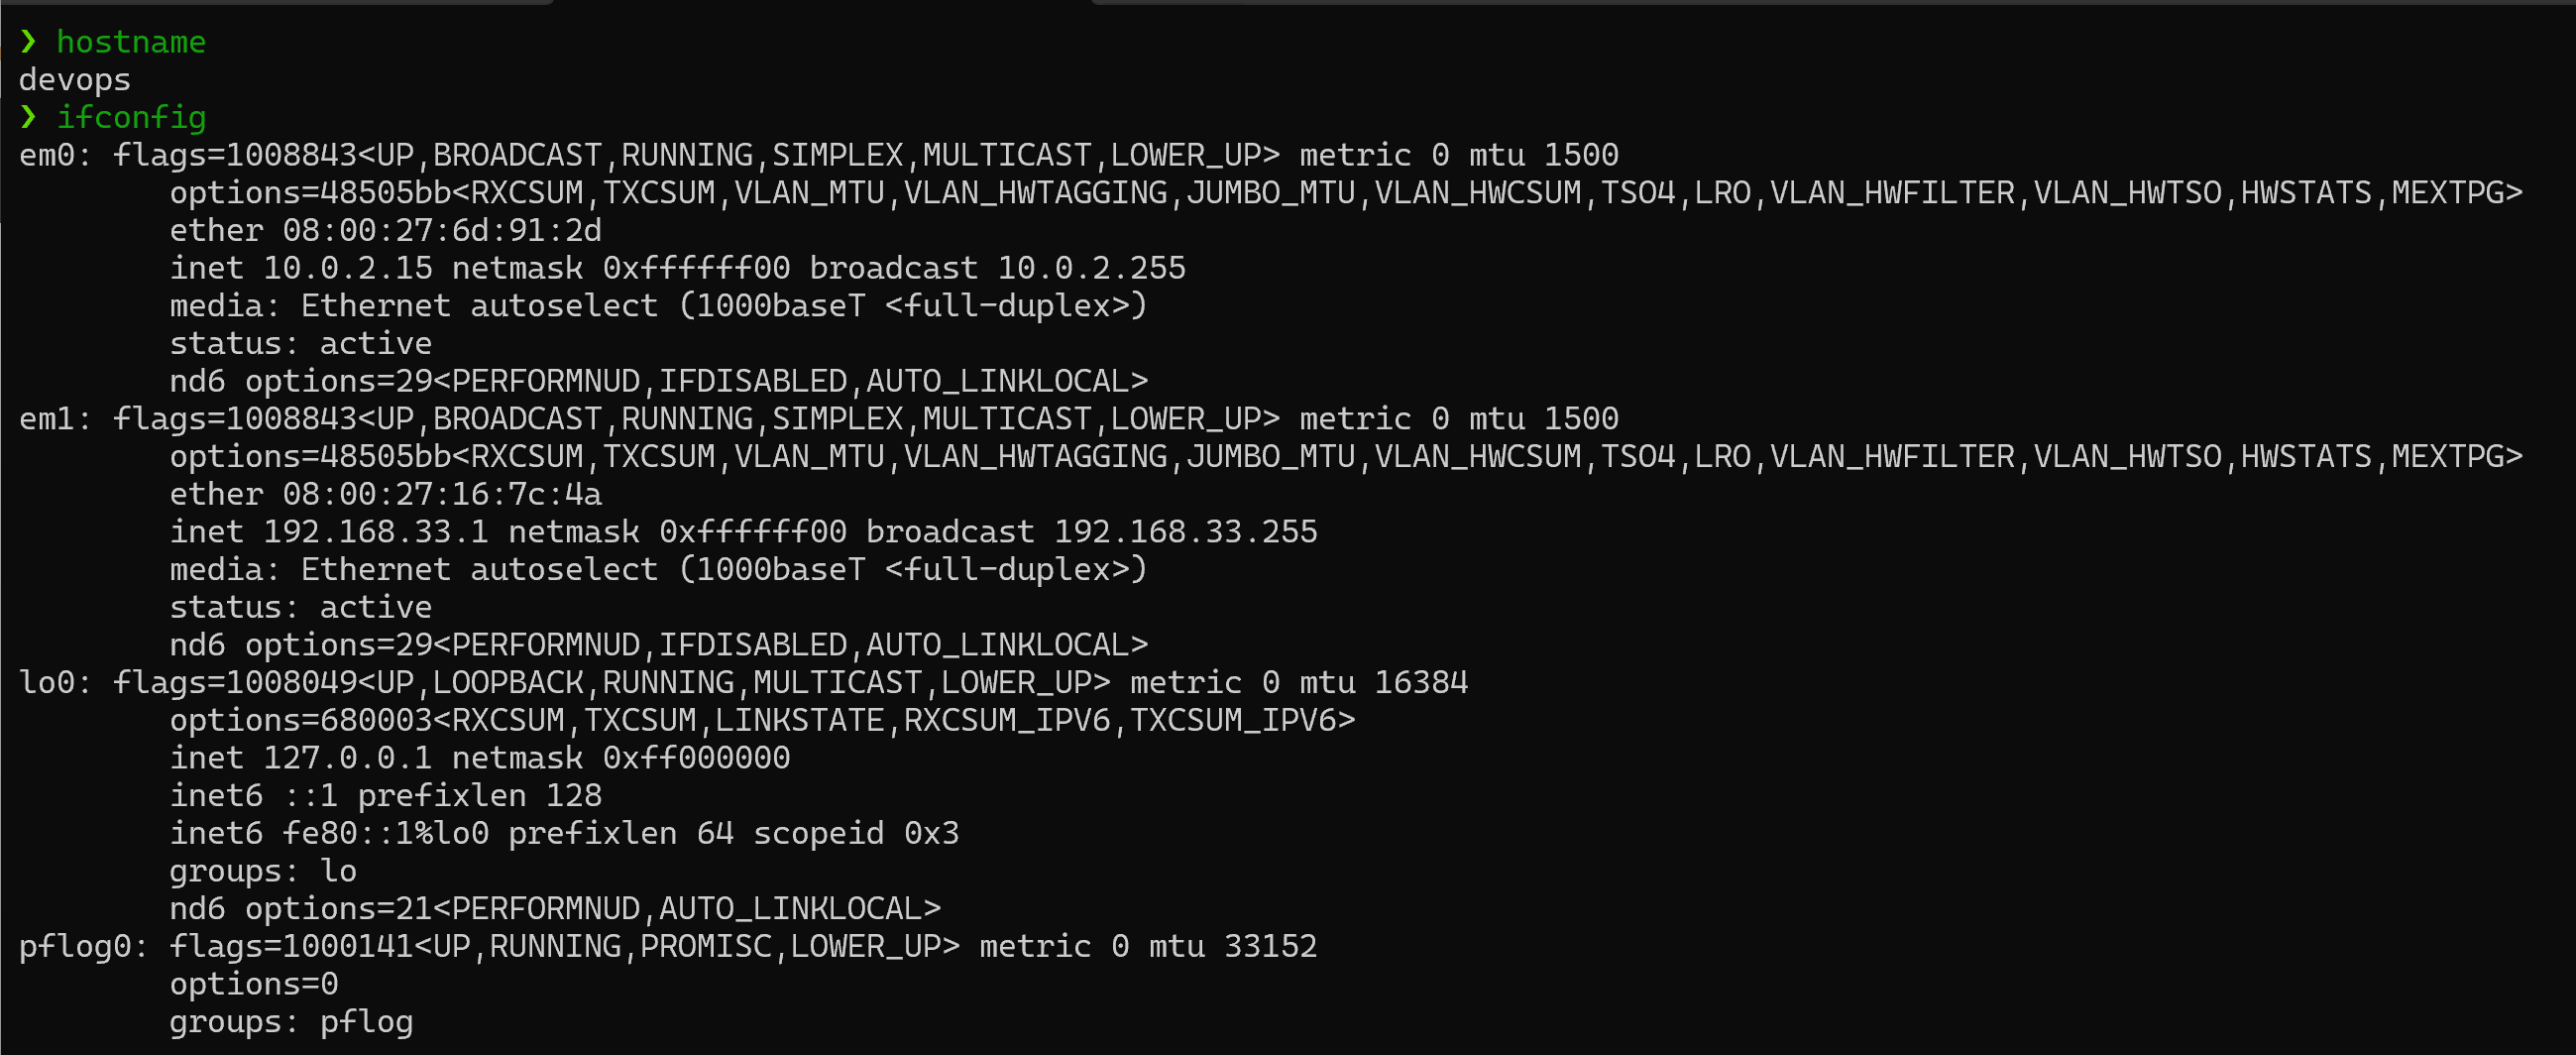 ❯ hostname
devops
❯ ifconfig
em0: flags=1008843<UP,BROADCAST,RUNNING,SIMPLEX,MULTICAST,LOWER_UP> metric 0 mtu 1500
        options=48505bb<RXCSUM,TXCSUM,VLAN_MTU,VLAN_HWTAGGING,JUMBO_MTU,VLAN_HWCSUM,TSO4,LRO,VLAN_HWFILTER,VLAN_HWTSO,HWSTATS,MEXTPG>
        ether 08:00:27:6d:91:2d
        inet 10.0.2.15 netmask 0xffffff00 broadcast 10.0.2.255
        media: Ethernet autoselect (1000baseT <full-duplex>)
        status: active
        nd6 options=29<PERFORMNUD,IFDISABLED,AUTO_LINKLOCAL>
em1: flags=1008843<UP,BROADCAST,RUNNING,SIMPLEX,MULTICAST,LOWER_UP> metric 0 mtu 1500
        options=48505bb<RXCSUM,TXCSUM,VLAN_MTU,VLAN_HWTAGGING,JUMBO_MTU,VLAN_HWCSUM,TSO4,LRO,VLAN_HWFILTER,VLAN_HWTSO,HWSTATS,MEXTPG>
        ether 08:00:27:16:7c:4a
        inet 192.168.33.1 netmask 0xffffff00 broadcast 192.168.33.255
        media: Ethernet autoselect (1000baseT <full-duplex>)
        status: active
        nd6 options=29<PERFORMNUD,IFDISABLED,AUTO_LINKLOCAL>
lo0: flags=1008049<UP,LOOPBACK,RUNNING,MULTICAST,LOWER_UP> metric 0 mtu 16384
        options=680003<RXCSUM,TXCSUM,LINKSTATE,RXCSUM_IPV6,TXCSUM_IPV6>
        inet 127.0.0.1 netmask 0xff000000
        inet6 ::1 prefixlen 128
        inet6 fe80::1%lo0 prefixlen 64 scopeid 0x3
        groups: lo
        nd6 options=21<PERFORMNUD,AUTO_LINKLOCAL>
pflog0: flags=1000141<UP,RUNNING,PROMISC,LOWER_UP> metric 0 mtu 33152
        options=0
        groups: pflog